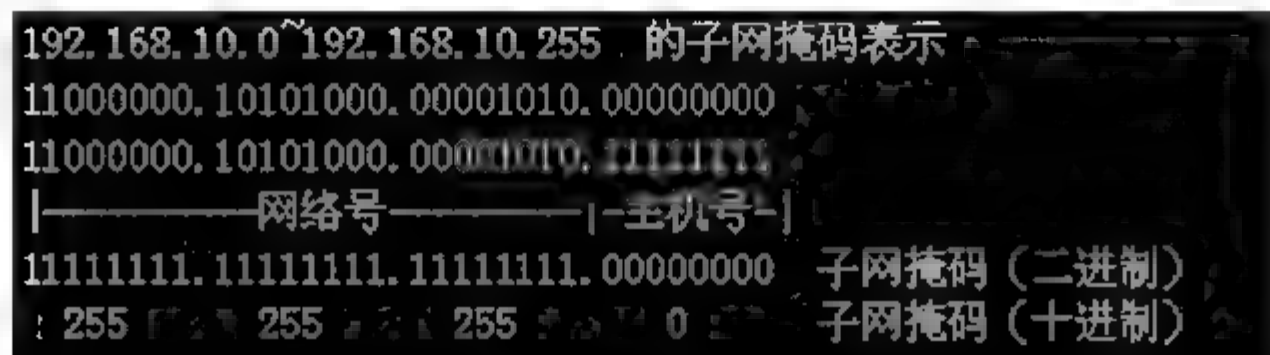 192.168.10.0~192.168.10.255 的子网掩码表示
11000000.10101000.00001010.00000000
11000000.10101000.00001010.11111111
|——————网络号——————|-主机号-|
11111111.11111111.11111111.00000000 子网掩码（二进制）
255 255 255 0 子网掩码（十进制）